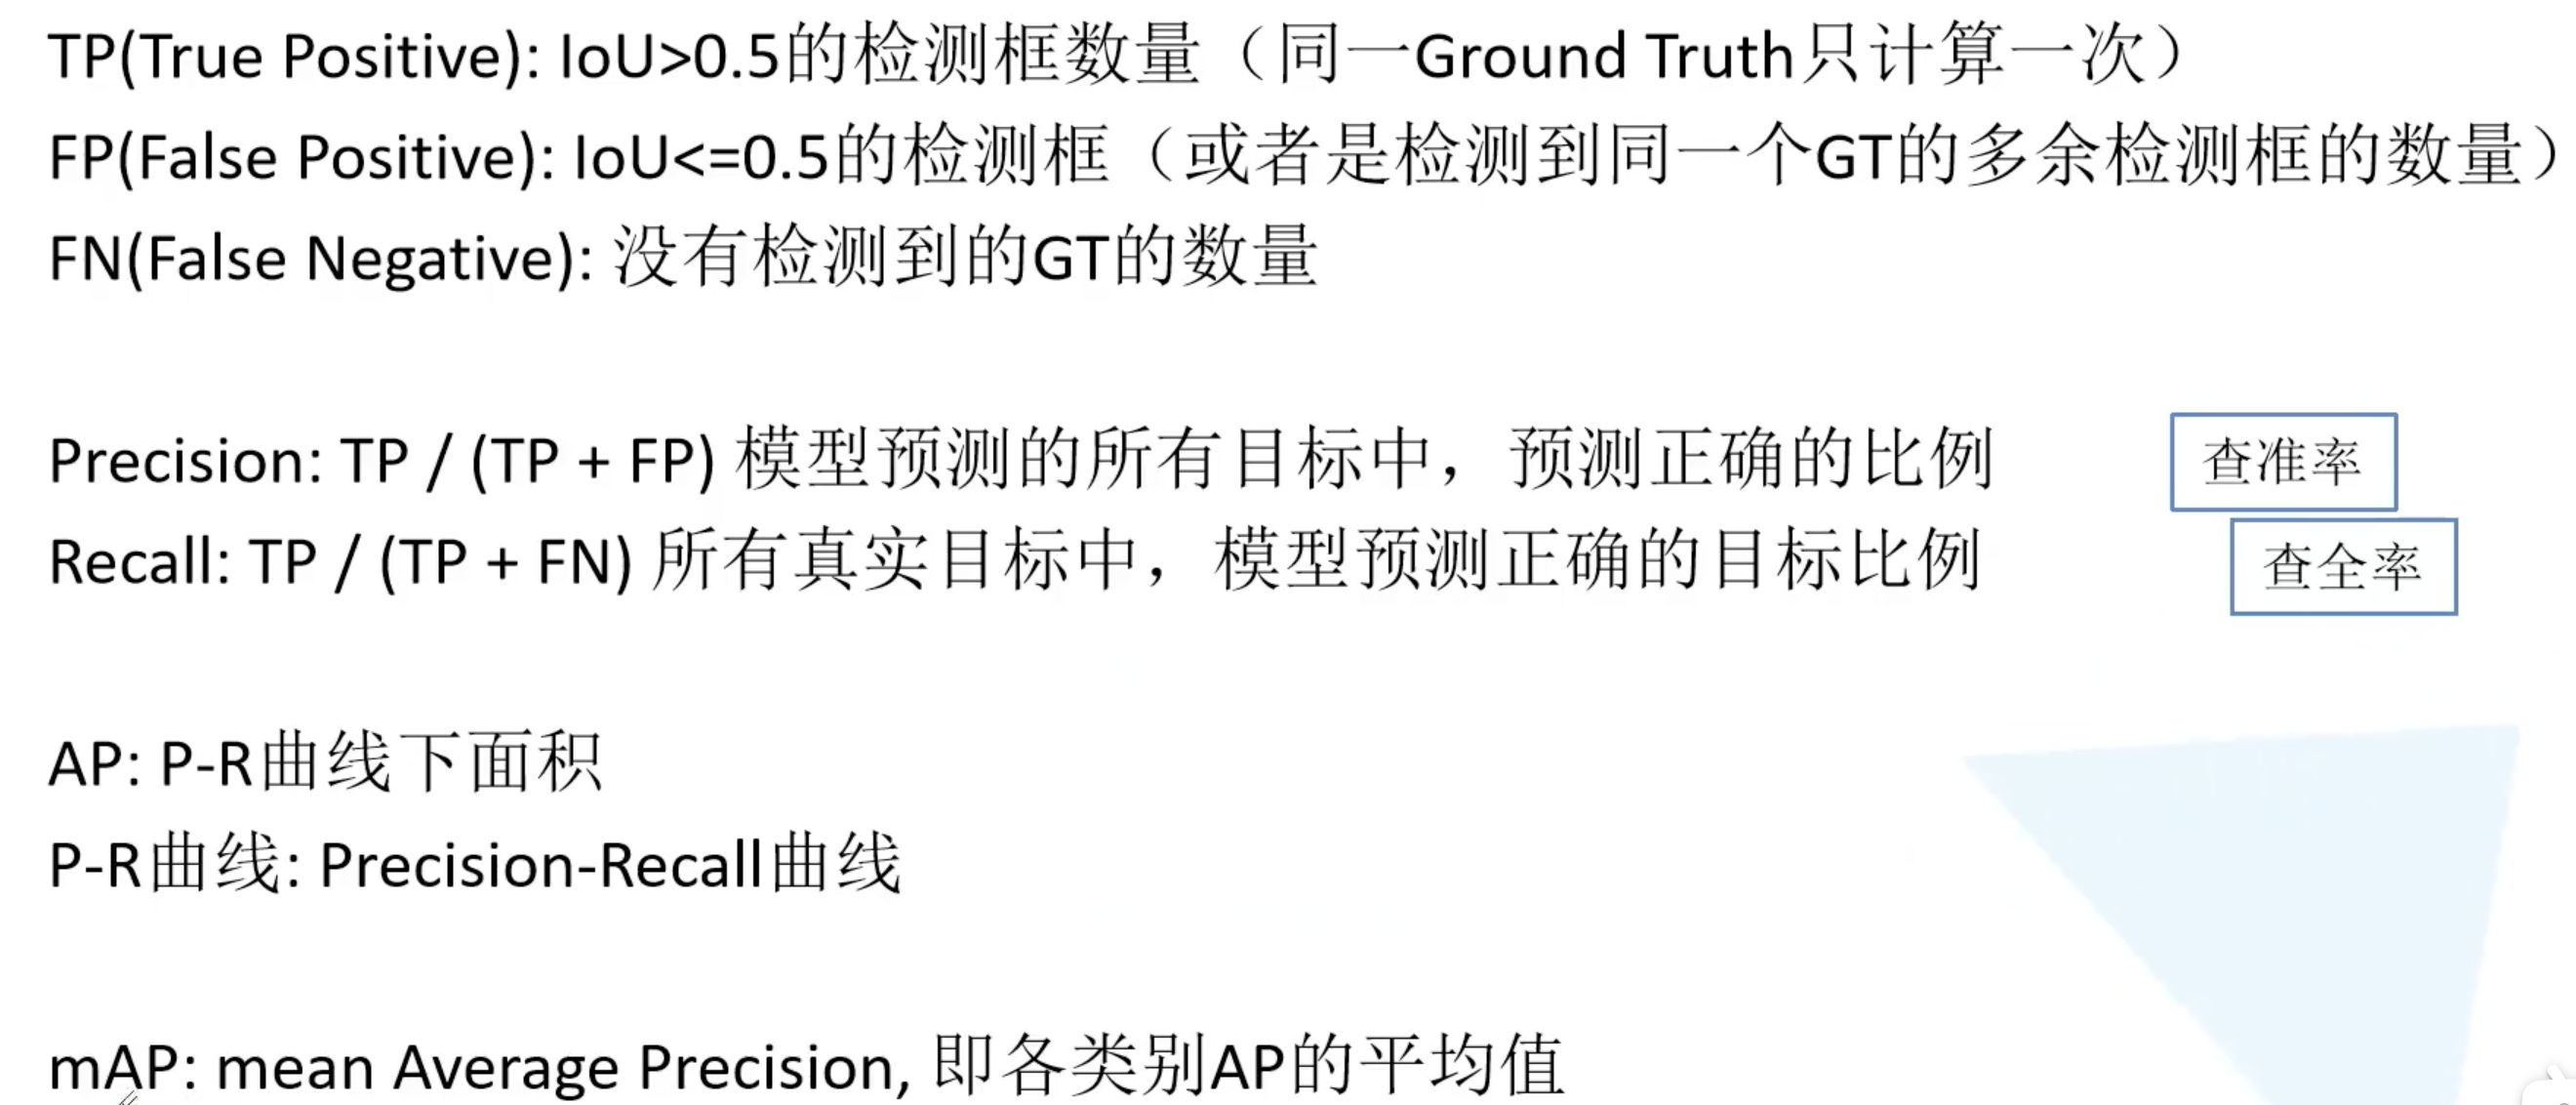 TP(True Positive): IoU>0.5的检测框数量（同一Ground Truth只计算一次）
FP(False Positive): IoU<=0.5的检测框（或者是检测到同一个GT的多余检测框的数量）
FN(False Negative): 没有检测到的GT的数量
Precision: TP / (TP + FP) 模型预测的所有目标中，预测正确的比例
查准率
Recall: TP / (TP + FN) 所有真实目标中，模型预测正确的目标比例
查全率
AP: P-R曲线下面积
P-R曲线: Precision-Recall曲线
mAP: mean Average Precision, 即各类别AP的平均值